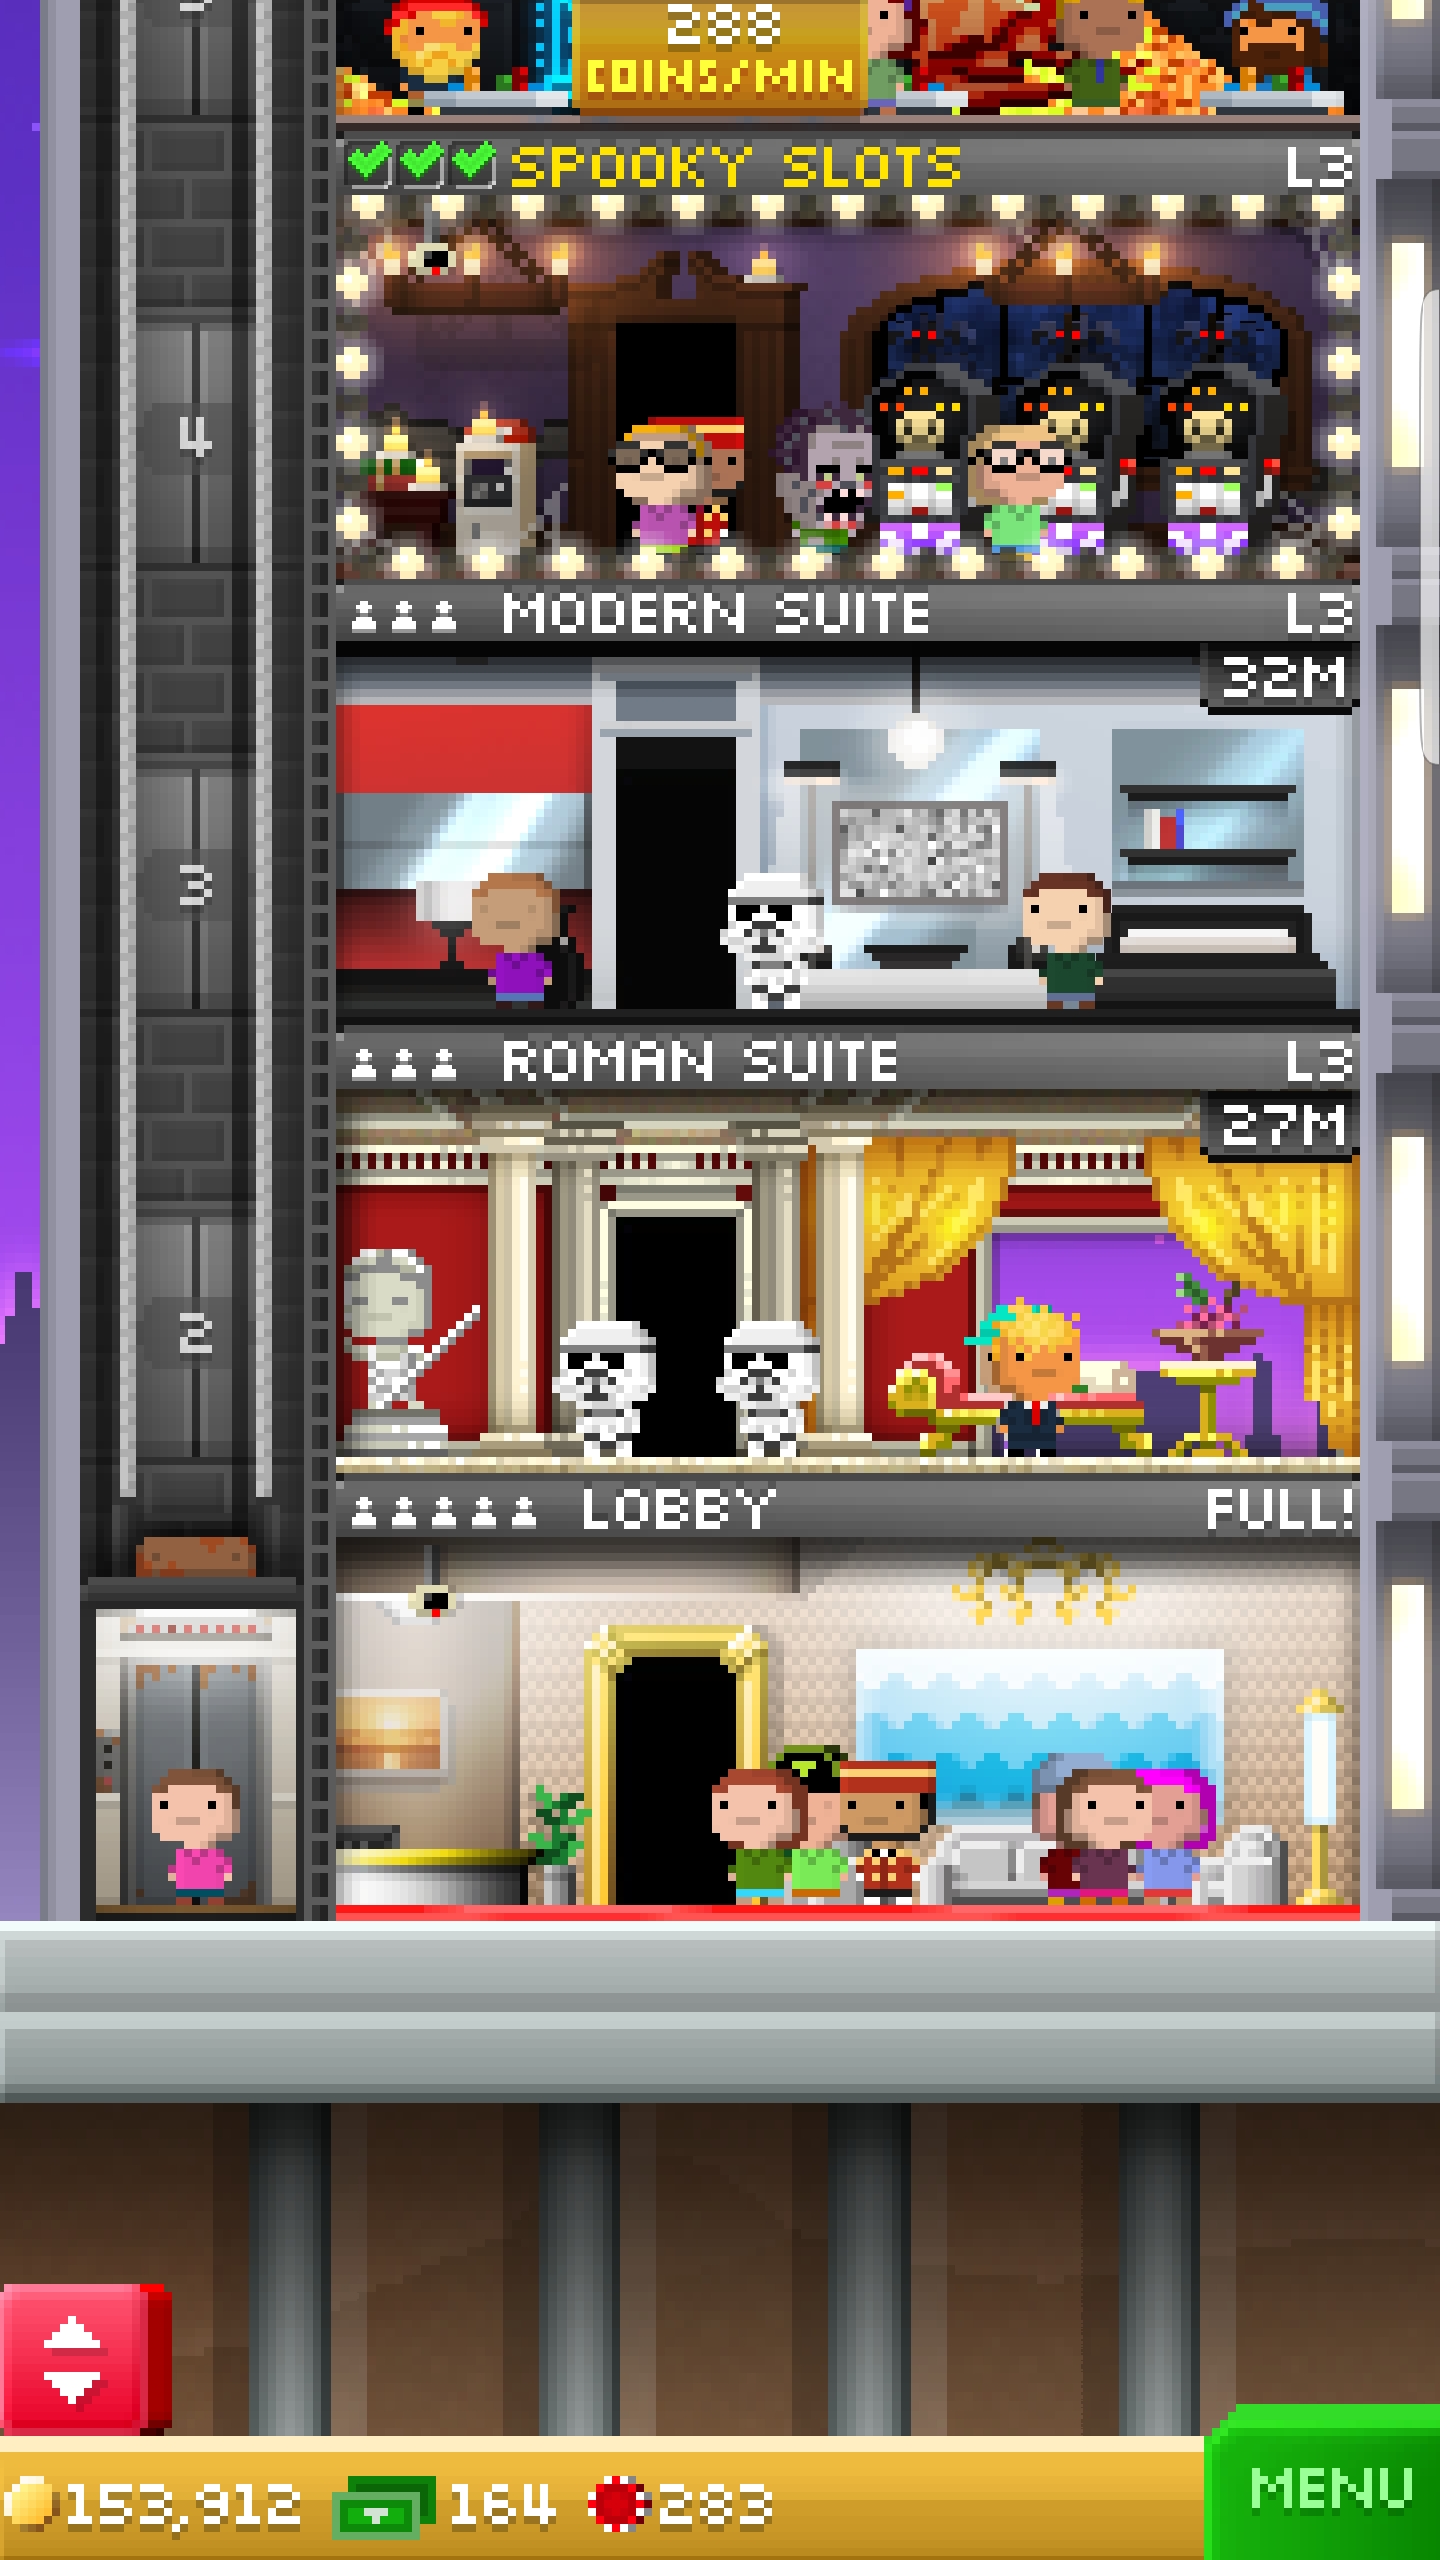 288
COINS/MIN
SPOOKY SLOTS L3
4
MODERN SUITE L3
32M
3
ROMAN SUITE L3
27M
2
LOBBY FULL!
MENU
153,912 164 283